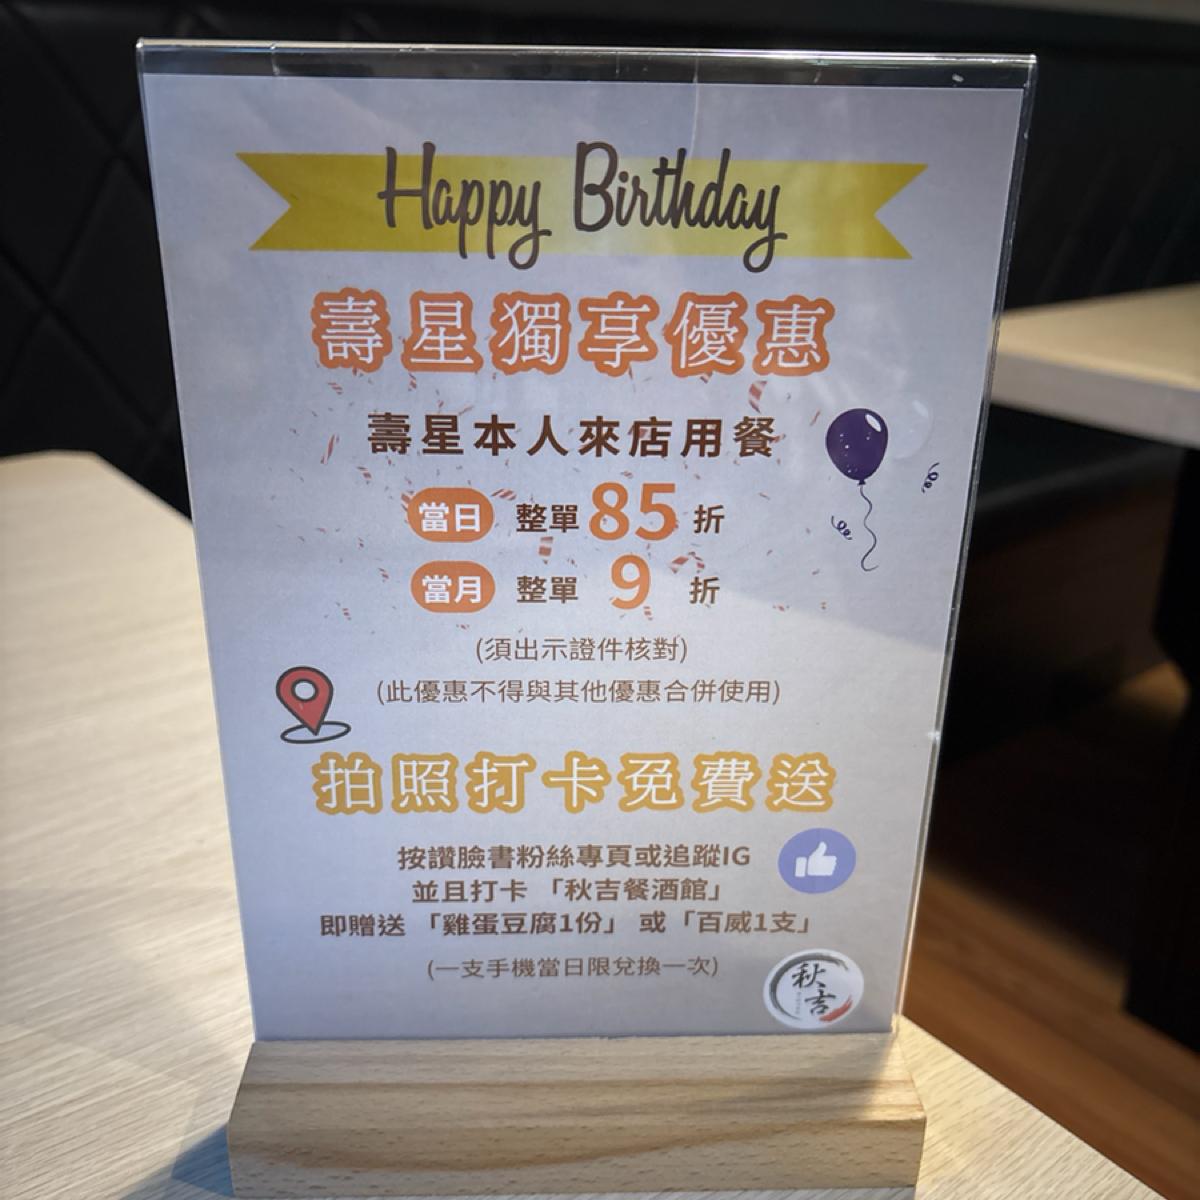 Happy Birthday
壽星獨享優惠
壽星本人來店用餐
當日 整單85折
當月 整單 9 折
(須出示證件核對)
(此優惠不得與其他優惠合併使用)
拍照打卡免費送
按讚臉書粉絲專頁或追蹤IG
並且打卡 「秋吉餐酒館」
即贈送 「雞蛋豆腐1份」 或「百威1支」
(一支手機當日限兌換一次)
秋吉